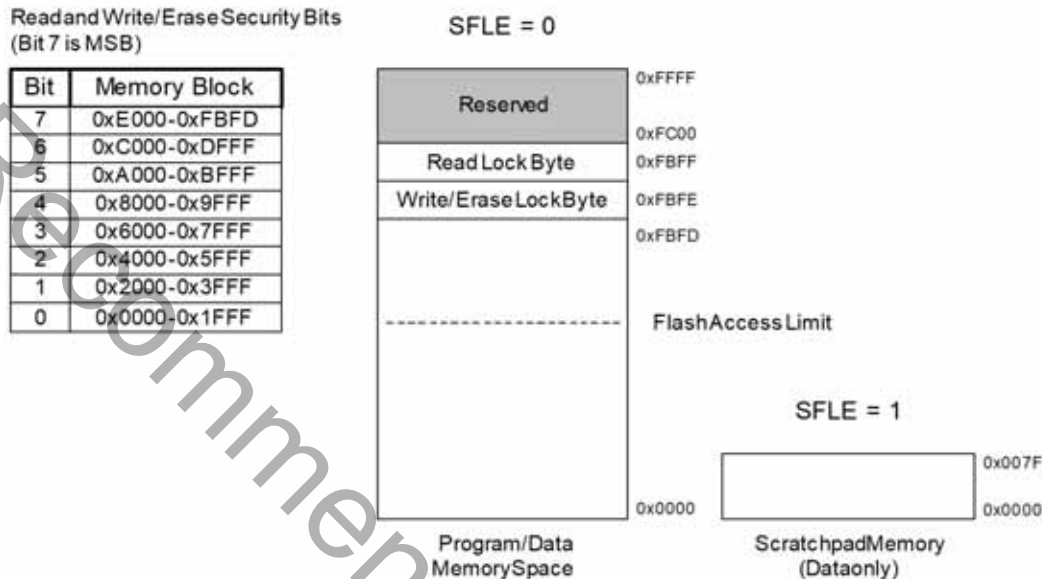 Read and Write/Erase Security Bits
(Bit 7 is MSB)
Bit Memory Block
7 0xE000-0xFBFD
6 0xC000-0xDFFF
5 0xA000-0xBFFF
4 0x8000-0x9FFF
3 0x6000-0x7FFF
2 0x4000-0x5FFF
1 0x2000-0x3FFF
0 0x0000-0x1FFF
SFLE = 0
Reserved
0xFFFF
0xFC00
Read Lock Byte
0xFBFF
Write/Erase Lock Byte
0xFBFE
0xFBFD
Flash Access Limit
0x0000
Program/Data
Memory Space
SFLE = 1
0x007F
0x0000
Scratchpad Memory
(Data only)